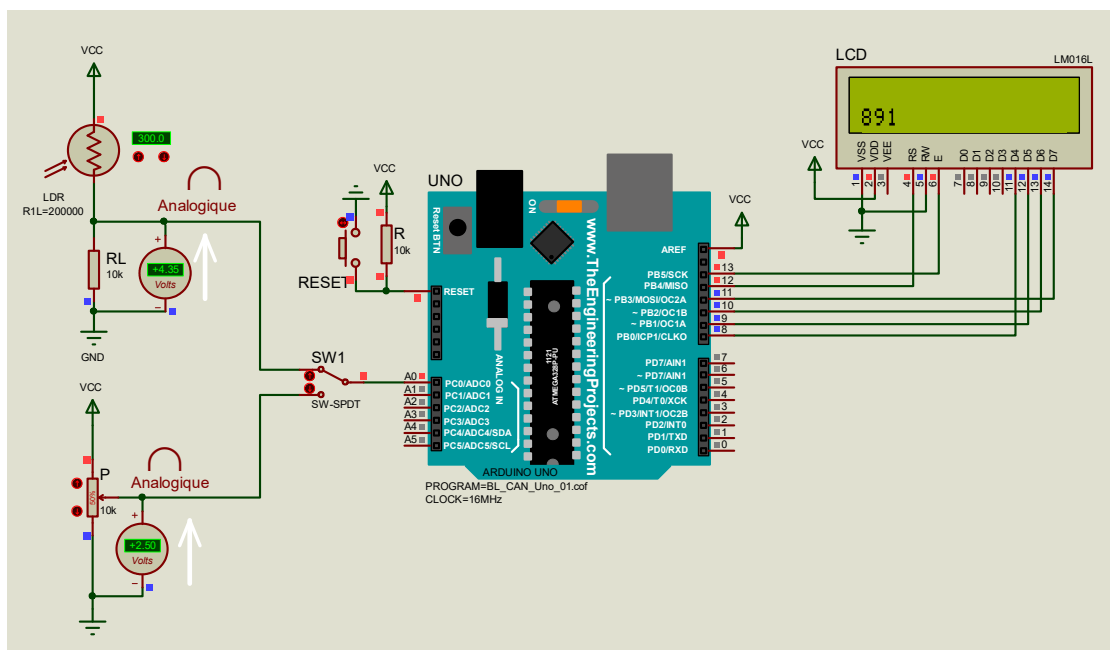 VCC
300.0
LDR
R1L=200000
Analogique
RL
10k
+
+4.35
Volts
−
GND
VCC
P
50%
10k
Analogique
+
+2.50
Volts
−
SW1
SW-SPDT
VCC
R
10k
RESET
UNO
Reset BTN
ON
www.TheEngineeringProjects.com
RESET
ANALOG IN
1121
ATMEGA328P-PU
A0 PC0/ADC0
A1 PC1/ADC1
A2 PC2/ADC2
A3 PC3/ADC3
A4 PC4/ADC4/SDA
A5 PC5/ADC5/SCL
AREF
PB5/SCK 13
PB4/MISO 12
~ PB3/MOSI/OC2A 11
~ PB2/OC1B 10
~ PB1/OC1A 9
PB0/ICP1/CLKO 8
PD7/AIN1 7
~ PD7/AIN1 6
~ PD5/T1/OC0B 5
PD4/T0/XCK 4
~ PD3/INT1/OC2B 3
PD2/INT0 2
PD1/TXD 1
PD0/RXD 0
ARDUINO UNO
PROGRAM=BL_CAN_Uno_01.cof
CLOCK=16MHz
VCC
LCD
LM016L
891
VCC
VSS VDD VEE RS RW E D0 D1 D2 D3 D4 D5 D6 D7
1 2 3 4 5 6 7 8 9 10 11 12 13 14